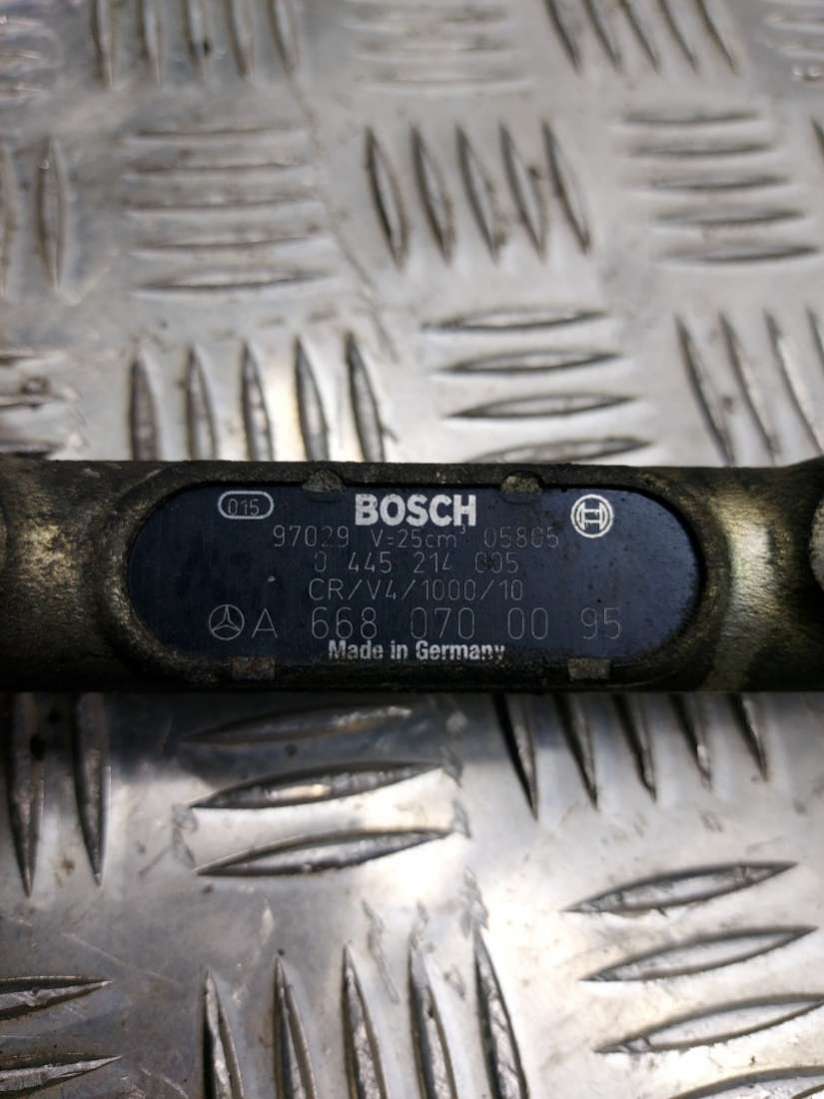 015 BOSCH
97029 V=25cm³ 05805
0 445 214 005
CR/V4/1000/10
A 668 070 00 95
Made in Germany